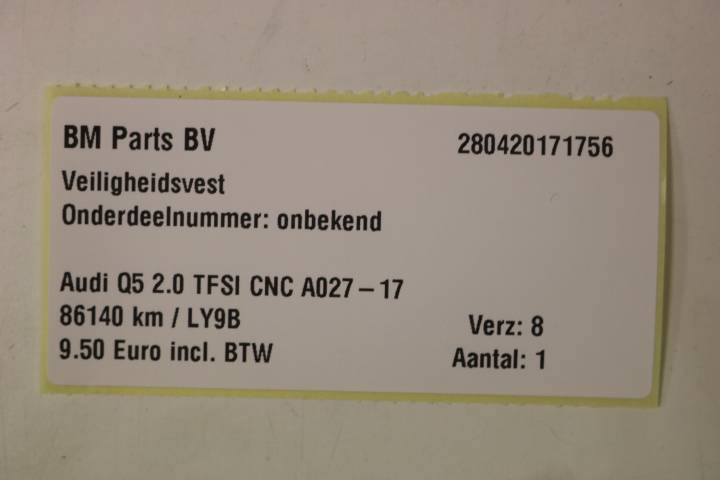 BM Parts BV 280420171756
Veiligheidsvest
Onderdeelnummer: onbekend
Audi Q5 2.0 TFSI CNC A027-17
86140 km / LY9B Verz: 8
9.50 Euro incl. BTW Aantal: 1